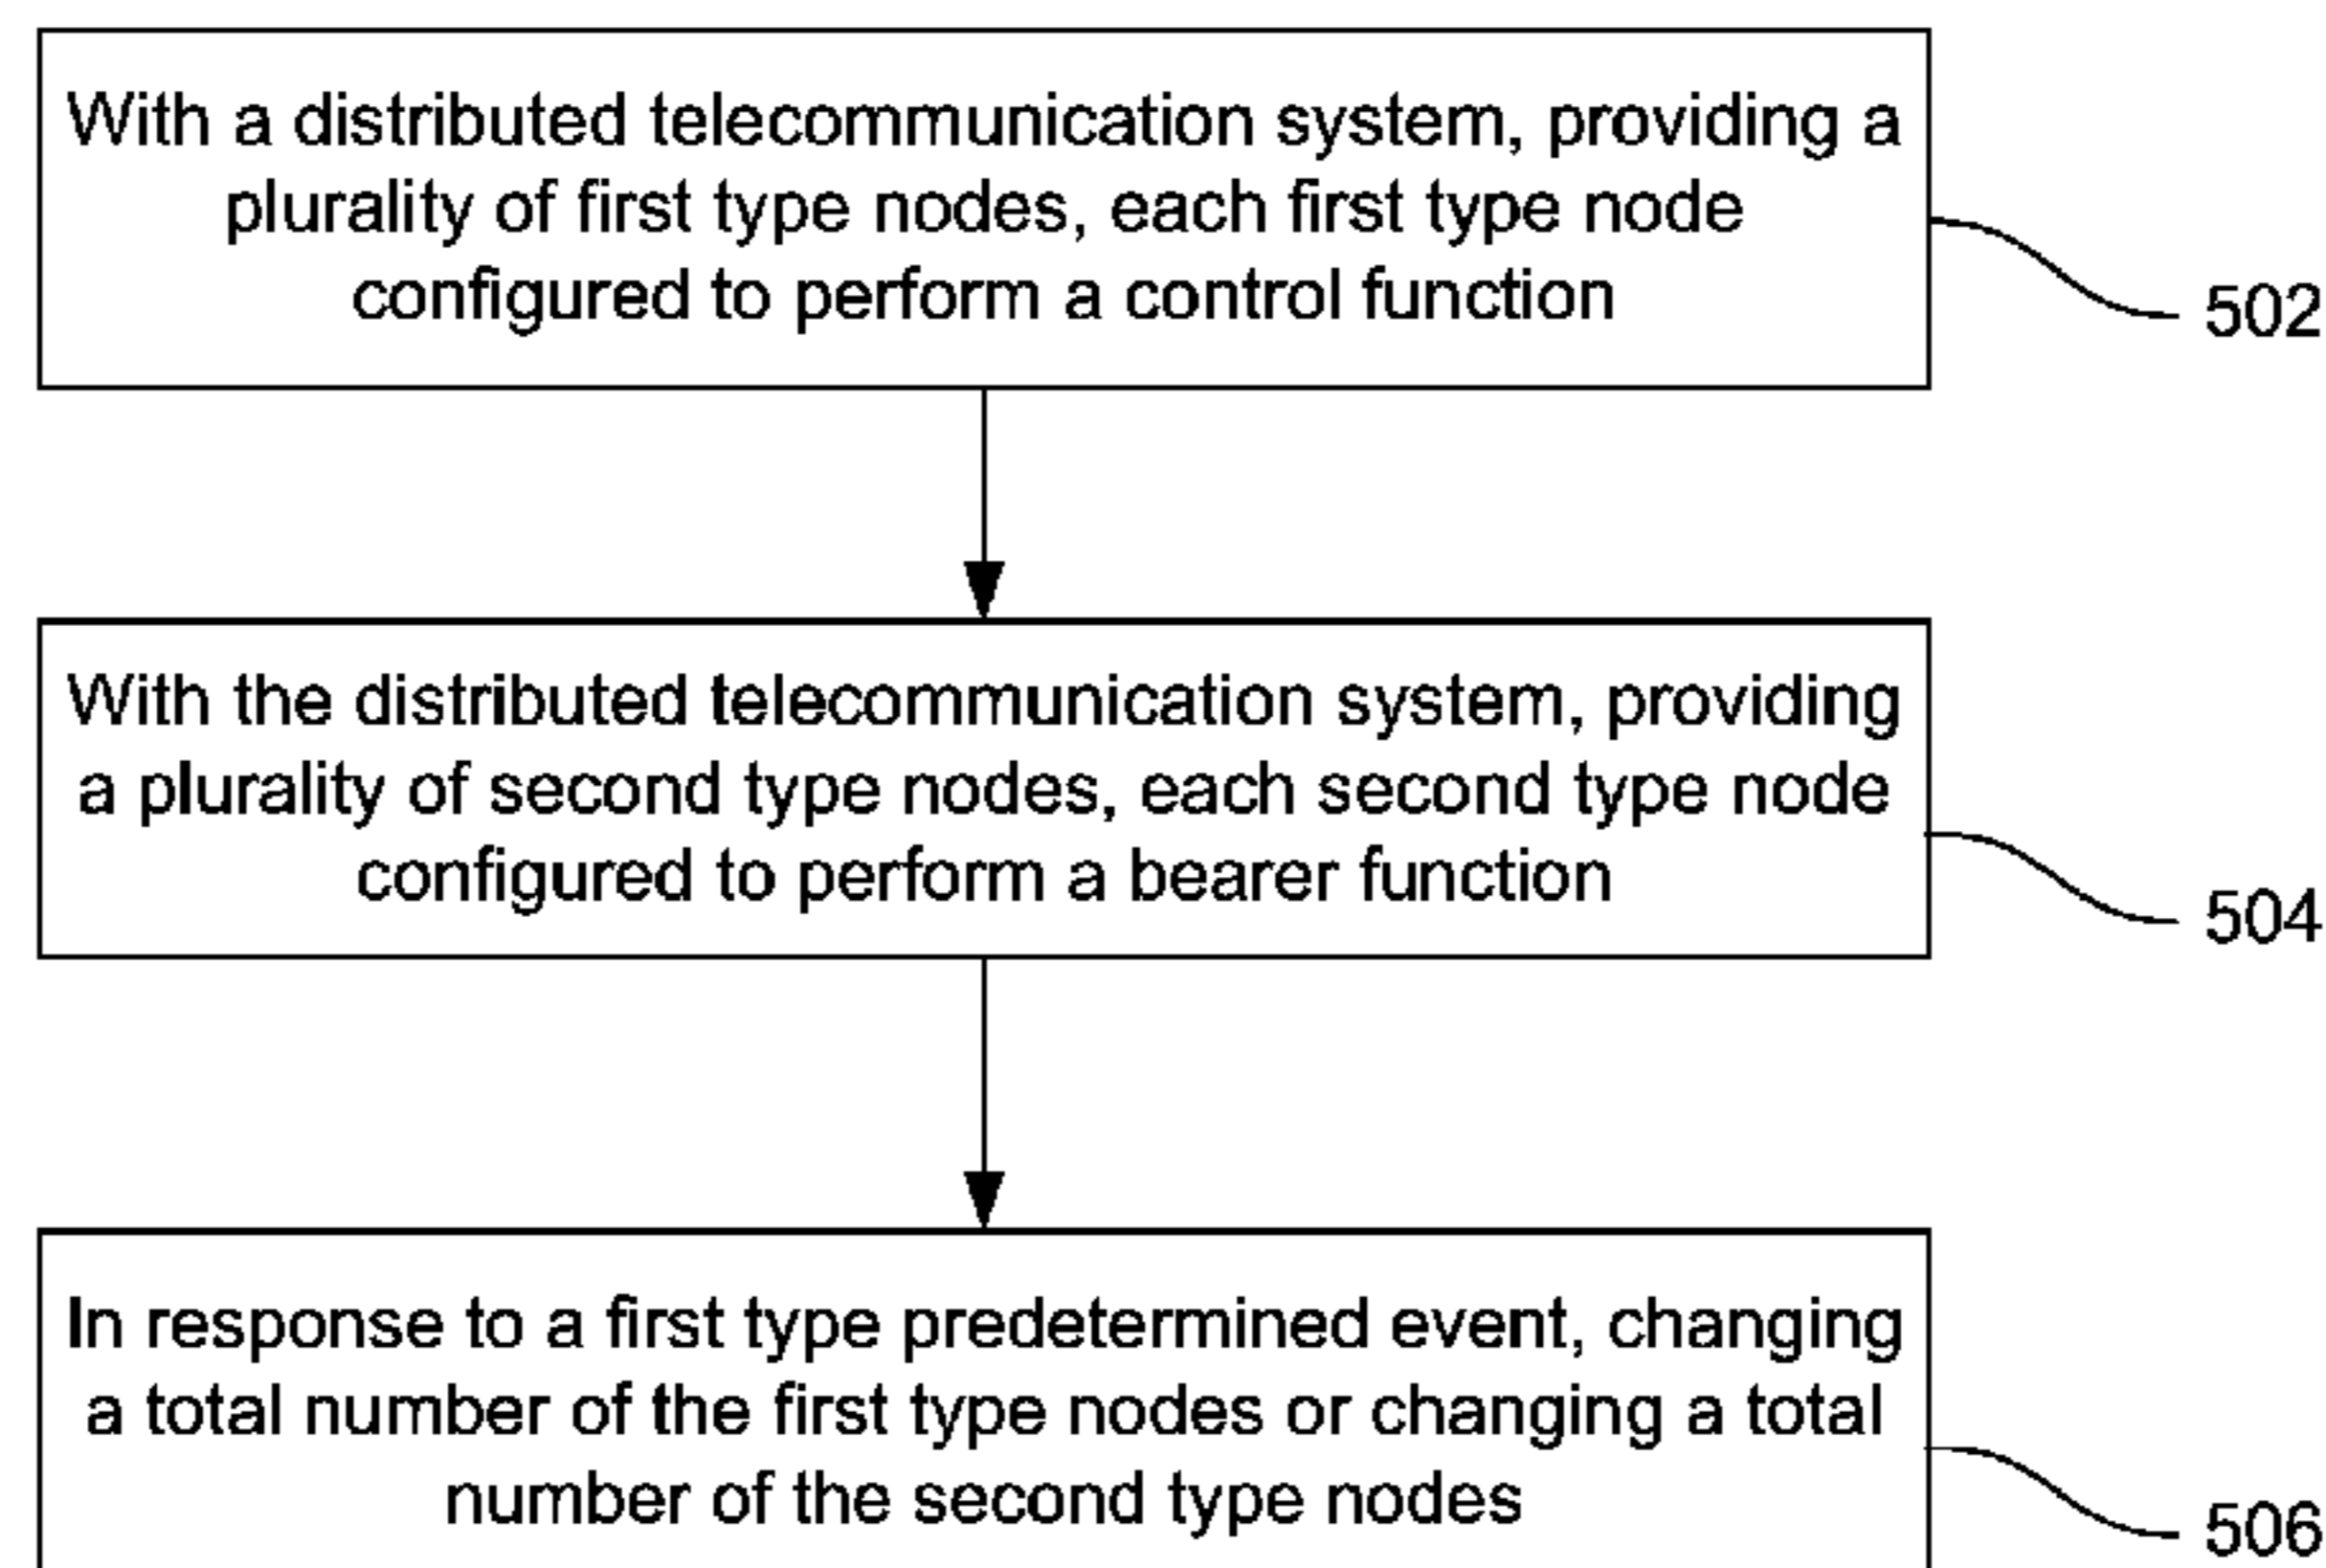 With a distributed telecommunication system, providing a
plurality of first type nodes, each first type node
configured to perform a control function
502
With the distributed telecommunication system, providing
a plurality of second type nodes, each second type node
configured to perform a bearer function
504
In response to a first type predetermined event, changing
a total number of the first type nodes or changing a total
number of the second type nodes
506